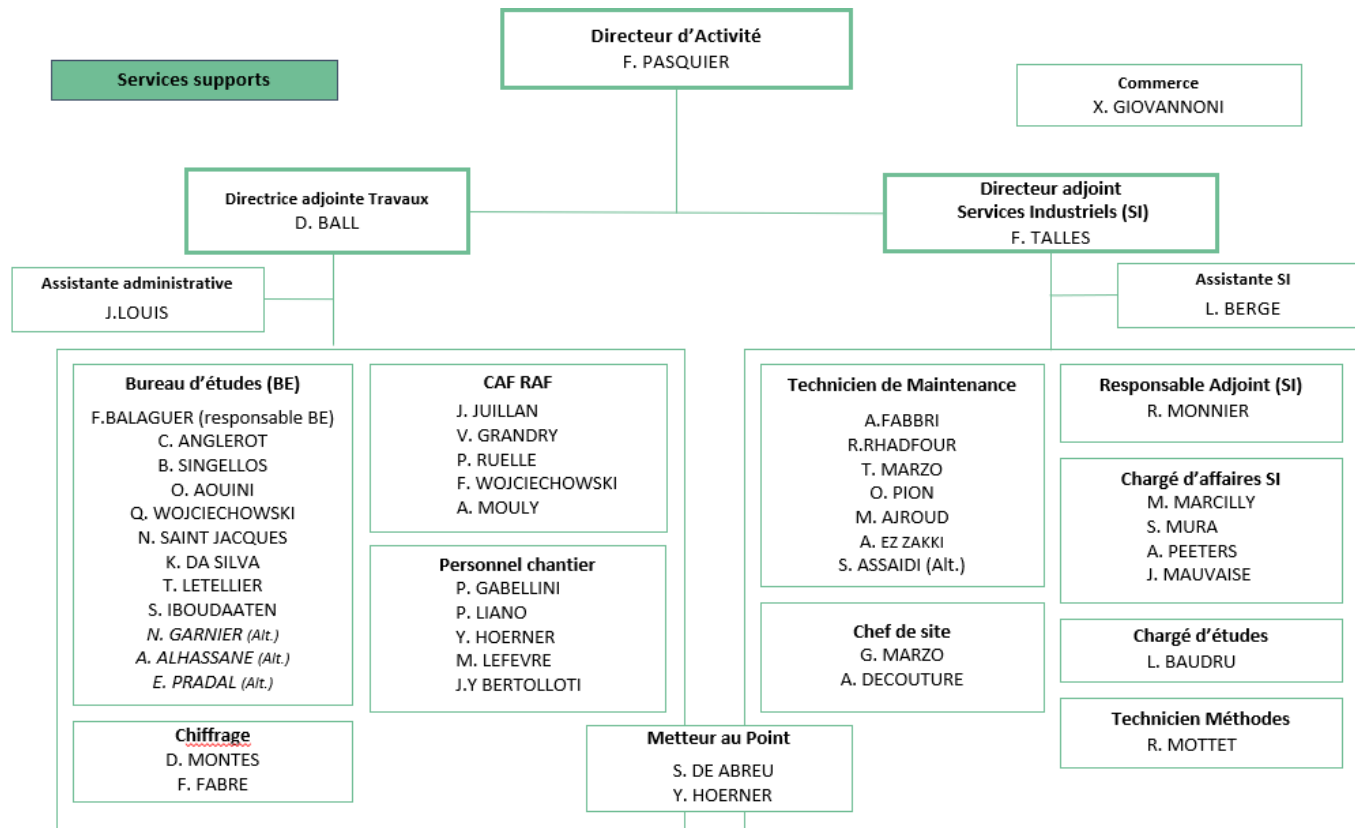 Directeur d'Activité
F. PASQUIER
Services supports
Commerce
X. GIOVANNONI
Directrice adjointe Travaux
D. BALL
Directeur adjoint
Services Industriels (SI)
F. TALLES
Assistante administrative
J.LOUIS
Assistante SI
L. BERGE
Bureau d'études (BE)
F.BALAGUER (responsable BE)
C. ANGLEROT
B. SINGELLOS
O. AOUINI
Q. WOJCIECHOWSKI
N. SAINT JACQUES
K. DA SILVA
T. LETELLIER
S. IBOUDAATEN
N. GARNIER (Alt.)
A. ALHASSANE (Alt.)
E. PRADAL (Alt.)
Chiffrage
D. MONTES
F. FABRE
CAF RAF
J. JUILLAN
V. GRANDRY
P. RUELLE
F. WOJCIECHOWSKI
A. MOULY
Personnel chantier
P. GABELLINI
P. LIANO
Y. HOERNER
M. LEFEVRE
J.Y BERTOLLOTI
Metteur au Point
S. DE ABREU
Y. HOERNER
Technicien de Maintenance
A.FABBRI
R.RHADFOUR
T. MARZO
O. PION
M. AJROUD
A. EZ ZAKKI
S. ASSAIDI (Alt.)
Chef de site
G. MARZO
A. DECOUTURE
Responsable Adjoint (SI)
R. MONNIER
Chargé d'affaires SI
M. MARCILLY
S. MURA
A. PEETERS
J. MAUVAISE
Chargé d'études
L. BAUDRU
Technicien Méthodes
R. MOTTET